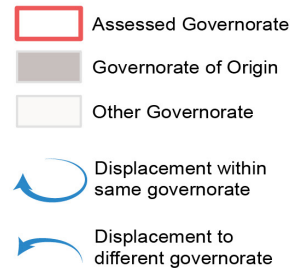 Assessed Governorate
Governorate of Origin
Other Governorate
Displacement within
same governorate
Displacement to
different governorate